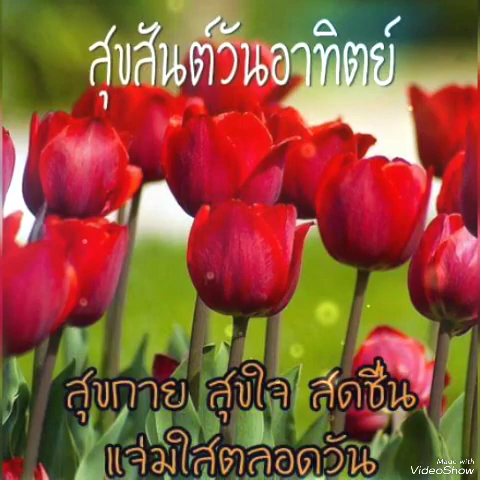 สุขสันต์วันอาทิตย์
สุขกาย สุขใจ สดชื่น
แจ่มใสตลอดวัน
Made with
VideoShow